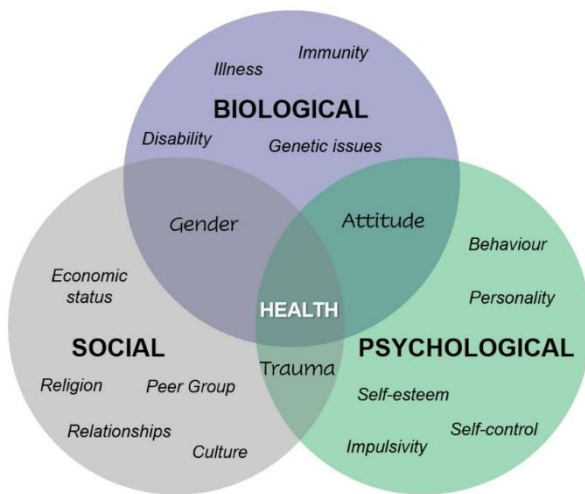 Immunity
Illness
BIOLOGICAL
Disability
Genetic issues
Gender
Attitude
Behaviour
Economic
status
Personality
HEALTH
SOCIAL
PSYCHOLOGICAL
Trauma
Religion
Peer Group
Self-esteem
Relationships
Self-control
Impulsivity
Culture